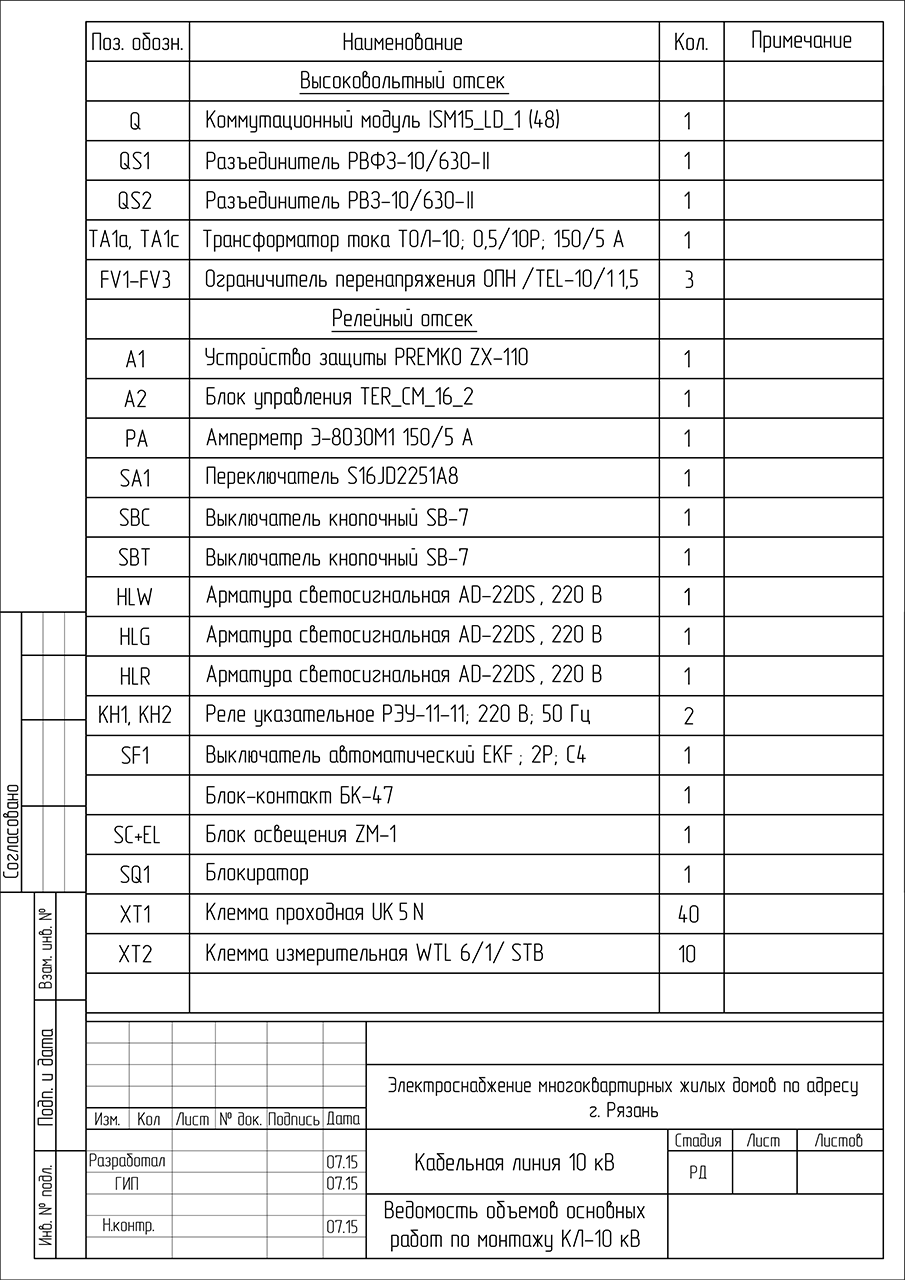 Поз. обозн. Наименование Кол. Примечание
Высоковольтный отсек
Q Коммутационный модуль ISM15_LD_1 (48) 1
QS1 Разъединитель РВФЗ-10/630-II 1
QS2 Разъединитель РВЗ-10/630-II 1
TA1a, TA1c Трансформатор тока ТОЛ-10; 0,5/10Р; 150/5 А 1
FV1-FV3 Ограничитель перенапряжения ОПН /TEL-10/11,5 3
Релейный отсек
A1 Устройство защиты PREMKO ZX-110 1
A2 Блок управления TER_CM_16_2 1
PA Амперметр Э-8030М1 150/5 А 1
SA1 Переключатель S16JD2251A8 1
SBC Выключатель кнопочный SB-7 1
SBT Выключатель кнопочный SB-7 1
HLW Арматура светосигнальная AD-22DS, 220 В 1
HLG Арматура светосигнальная AD-22DS, 220 В 1
HLR Арматура светосигнальная AD-22DS, 220 В 1
KH1, KH2 Реле указательное РЭУ-11-11; 220 В; 50 Гц 2
SF1 Выключатель автоматический EKF; 2P; C4 1
Блок-контакт БК-47 1
SC+EL Блок освещения ZM-1 1
SQ1 Блокиратор 1
XT1 Клемма проходная UK 5 N 40
XT2 Клемма измерительная WTL 6/1/ STB 10
Согласовано
Взам. инв. №
Подп. и дата
Инв. № подл.
Изм. Кол Лист № док. Подпись Дата
Разработал 07.15
ГИП 07.15
Н.контр. 07.15
Электроснабжение многоквартирных жилых домов по адресу
г. Рязань
Кабельная линия 10 кВ
Стадия Лист Листов
РД
Ведомость объемов основных
работ по монтажу КЛ-10 кВ